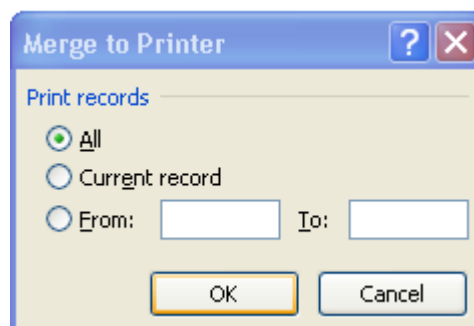 Merge to Printer
Print records
All
Current record
From: To:
OK Cancel